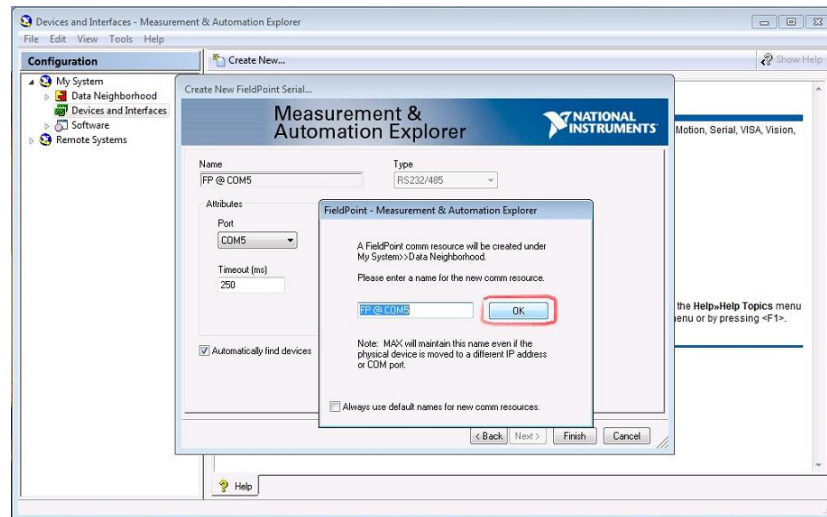 Devices and Interfaces - Measurement & Automation Explorer
File Edit View Tools Help
Configuration
Create New...
Show Help
My System
Data Neighborhood
Devices and Interfaces
Software
Remote Systems
Create New FieldPoint Serial...
Measurement &
Automation Explorer
NATIONAL
INSTRUMENTS
Motion, Serial, VISA, Vision,
Name
FP @ COM5
Type
RS232/485
Attributes
Port
COM5
Timeout (ms)
250
Automatically find devices
FieldPoint - Measurement & Automation Explorer
A FieldPoint comm resource will be created under
My System>>Data Neighborhood.
Please enter a name for the new comm resource.
FP @ COM5
OK
Note: MAX will maintain this name even if the
physical device is moved to a different IP address
or COM port.
Always use default names for new comm resources.
the Help»Help Topics menu
enu or by pressing <F1>.
< Back Next > Finish Cancel
Help